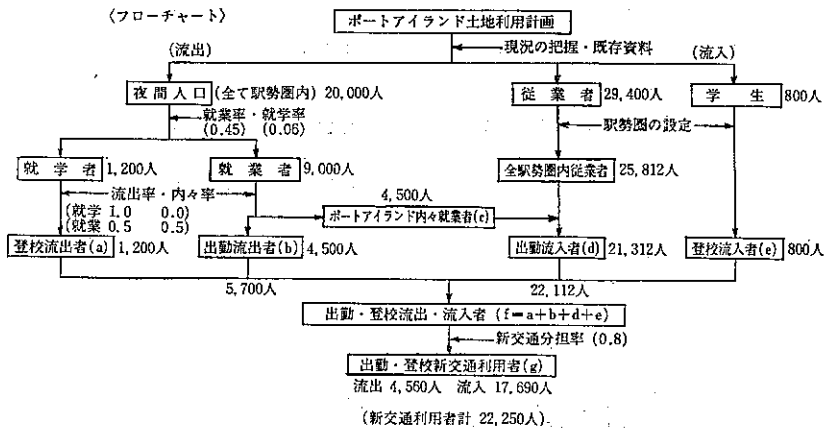 〈フローチャート〉
ポートアイランド土地利用計画
現況の把握・既存資料
(流出)
(流入)
夜間人口 (全て駅勢圏内) 20,000人
従業者 29,400人
学生 800人
就業率・就学率
(0.45) (0.06)
駅勢圏の設定
就学者 1,200人
就業者 9,000人
全駅勢圏内従業者 25,812人
流出率・内々率
(就学 1.0 0.0)
(就業 0.5 0.5)
4,500人
ポートアイランド内々就業者(c)
登校流出者(a) 1,200人
出勤流出者(b) 4,500人
出勤流入者(d) 21,312人
登校流入者(e) 800人
5,700人
22,112人
出勤・登校流出・流入者 (f=a+b+d+e)
新交通分担率 (0.8)
出勤・登校新交通利用者(g)
流出 4,560人 流入 17,690人
(新交通利用者計 22,250人)